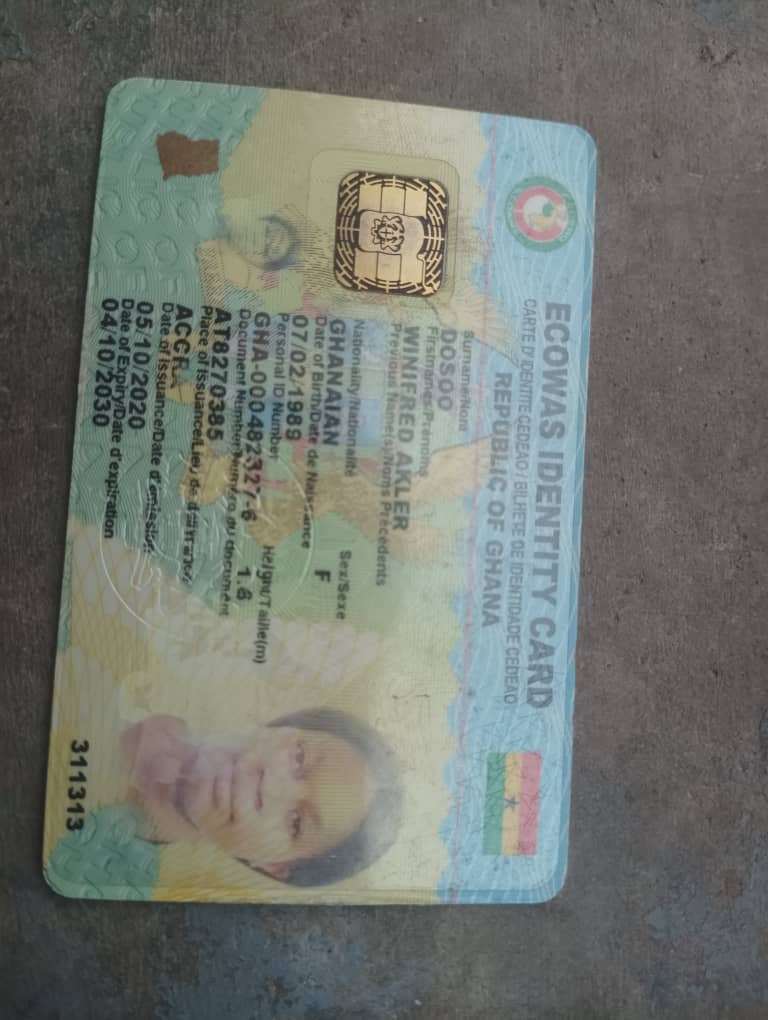 ECOWAS IDENTITY CARD
CARTE D'IDENTITE CEDEAO / BILHETE DE IDENTIDADE CEDEAO
REPUBLIC OF GHANA
Surname/Nom
DOSOO
Firstnames/Prénoms
WINIFRED AKLER
Previous Name(s)/Noms Précédents
Nationality/Nationalité
GHANAIAN
Sex/Sexe
F
Date of Birth/Date de Naissance
07/02/1989
Personal ID Number
GHA-000482327-6
Height/Taille(m)
1.6
Document Number/Numéro du document
AT8270385
Place of Issuance/Lieu de
ACCRA
Date of Issuance/Date d'émission
05/10/2020
Date of Expiry/Date d'expiration
04/10/2030
311313